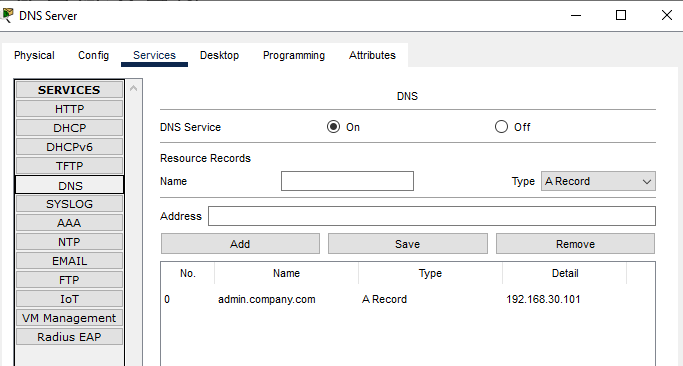 DNS Server
Physical Config Services Desktop Programming Attributes
SERVICES
HTTP
DHCP
DHCPv6
TFTP
DNS
SYSLOG
AAA
NTP
EMAIL
FTP
IoT
VM Management
Radius EAP
DNS
DNS Service On Off
Resource Records
Name Type A Record
Address
Add Save Remove
No. Name Type Detail
0 admin.company.com A Record 192.168.30.101